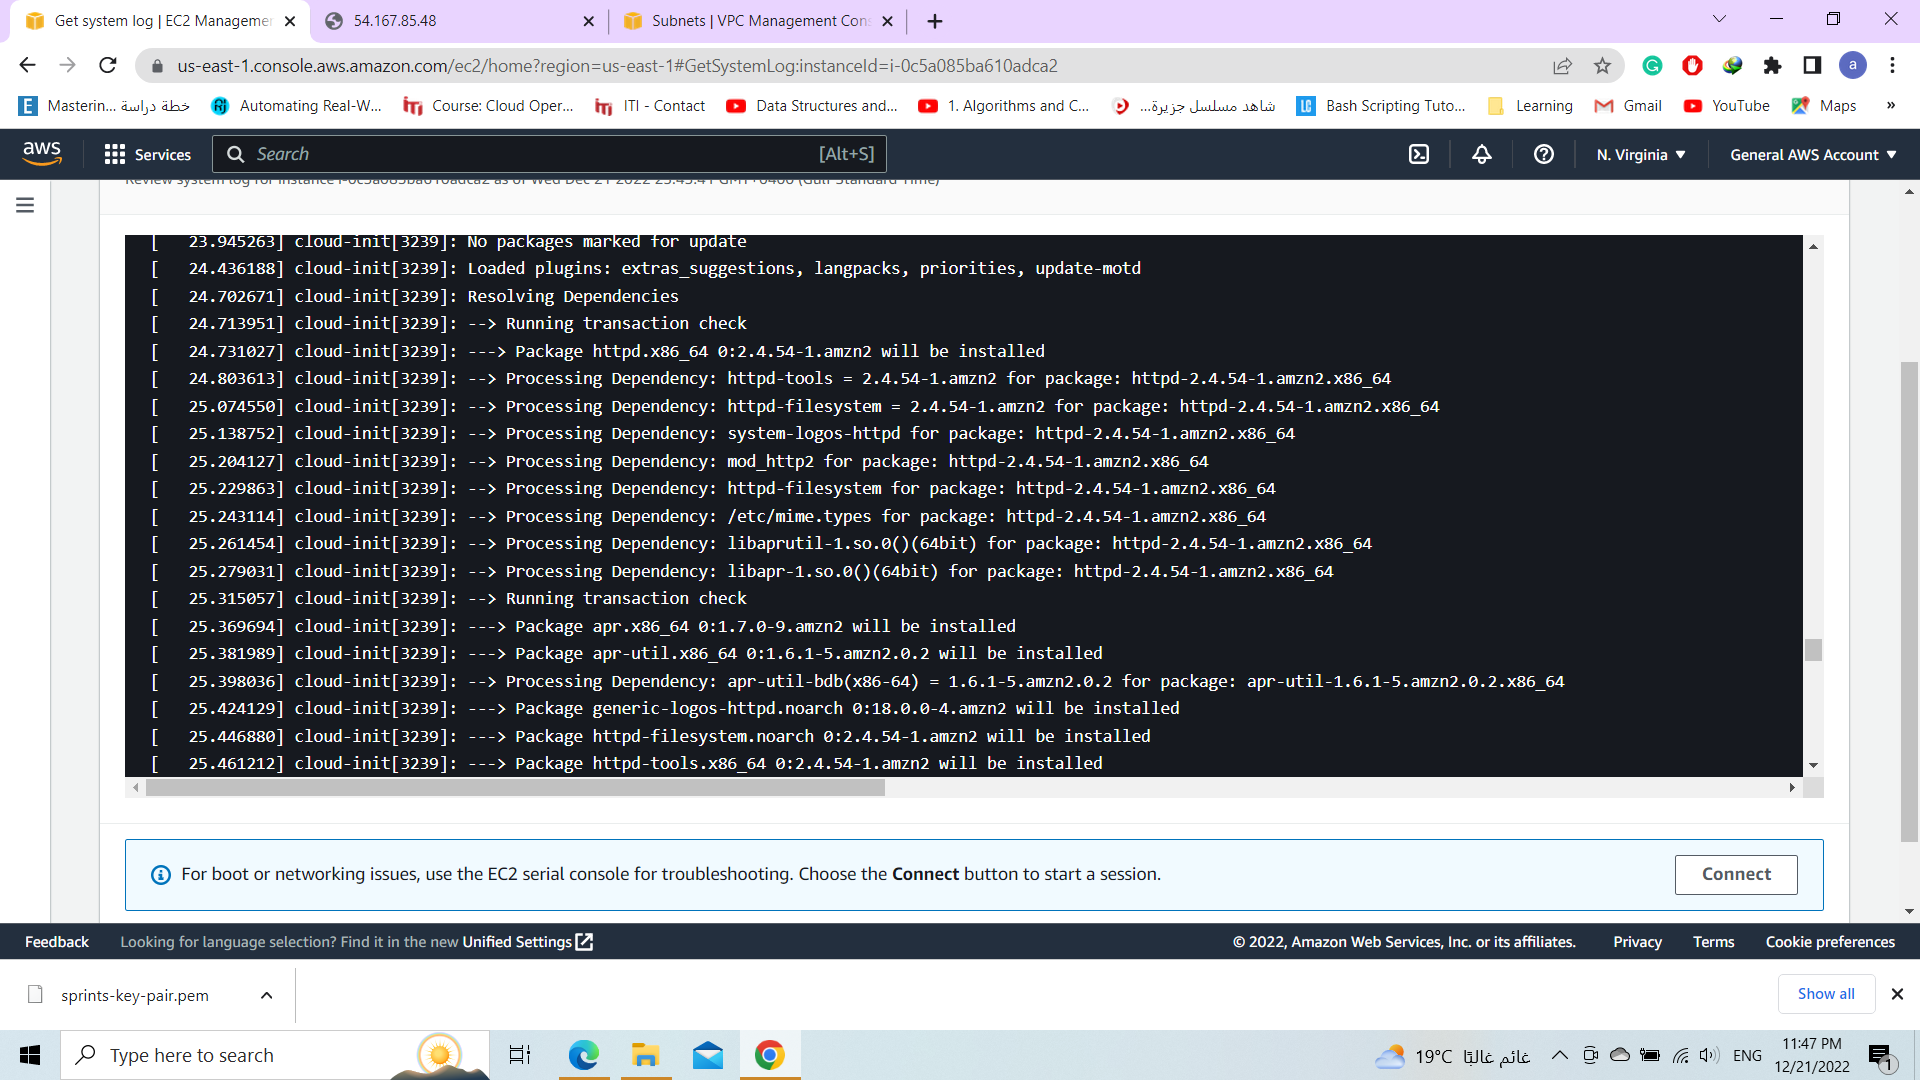 Get system log | EC2 Managemen
54.167.85.48
Subnets | VPC Management Cons
us-east-1.console.aws.amazon.com/ec2/home?region=us-east-1#GetSystemLog:instanceId=i-0c5a085ba610adca2
Masterin... خطة دراسة
Automating Real-W...
Course: Cloud Oper...
ITI - Contact
Data Structures and...
1. Algorithms and C...
شاهد مسلسل جزيرة...
Bash Scripting Tuto...
Learning
Gmail
YouTube
Maps
»
aws
Services
Search
[Alt+S]
N. Virginia
General AWS Account
Review system log for instance i-0c5a085ba610adca2 as of Wed Dec 21 2022 23:45:41 GMT+0400 (Gulf Standard Time)
[   23.945263] cloud-init[3239]: No packages marked for update
[   24.436188] cloud-init[3239]: Loaded plugins: extras_suggestions, langpacks, priorities, update-motd
[   24.702671] cloud-init[3239]: Resolving Dependencies
[   24.713951] cloud-init[3239]: --> Running transaction check
[   24.731027] cloud-init[3239]: ---> Package httpd.x86_64 0:2.4.54-1.amzn2 will be installed
[   24.803613] cloud-init[3239]: --> Processing Dependency: httpd-tools = 2.4.54-1.amzn2 for package: httpd-2.4.54-1.amzn2.x86_64
[   25.074550] cloud-init[3239]: --> Processing Dependency: httpd-filesystem = 2.4.54-1.amzn2 for package: httpd-2.4.54-1.amzn2.x86_64
[   25.138752] cloud-init[3239]: --> Processing Dependency: system-logos-httpd for package: httpd-2.4.54-1.amzn2.x86_64
[   25.204127] cloud-init[3239]: --> Processing Dependency: mod_http2 for package: httpd-2.4.54-1.amzn2.x86_64
[   25.229863] cloud-init[3239]: --> Processing Dependency: httpd-filesystem for package: httpd-2.4.54-1.amzn2.x86_64
[   25.243114] cloud-init[3239]: --> Processing Dependency: /etc/mime.types for package: httpd-2.4.54-1.amzn2.x86_64
[   25.261454] cloud-init[3239]: --> Processing Dependency: libaprutil-1.so.0()(64bit) for package: httpd-2.4.54-1.amzn2.x86_64
[   25.279031] cloud-init[3239]: --> Processing Dependency: libapr-1.so.0()(64bit) for package: httpd-2.4.54-1.amzn2.x86_64
[   25.315057] cloud-init[3239]: --> Running transaction check
[   25.369694] cloud-init[3239]: ---> Package apr.x86_64 0:1.7.0-9.amzn2 will be installed
[   25.381989] cloud-init[3239]: ---> Package apr-util.x86_64 0:1.6.1-5.amzn2.0.2 will be installed
[   25.398036] cloud-init[3239]: --> Processing Dependency: apr-util-bdb(x86-64) = 1.6.1-5.amzn2.0.2 for package: apr-util-1.6.1-5.amzn2.0.2.x86_64
[   25.424129] cloud-init[3239]: ---> Package generic-logos-httpd.noarch 0:18.0.0-4.amzn2 will be installed
[   25.446880] cloud-init[3239]: ---> Package httpd-filesystem.noarch 0:2.4.54-1.amzn2 will be installed
[   25.461212] cloud-init[3239]: ---> Package httpd-tools.x86_64 0:2.4.54-1.amzn2 will be installed
For boot or networking issues, use the EC2 serial console for troubleshooting. Choose the Connect button to start a session.
Connect
Feedback
Looking for language selection? Find it in the new Unified Settings
© 2022, Amazon Web Services, Inc. or its affiliates.
Privacy
Terms
Cookie preferences
sprints-key-pair.pem
Show all
Type here to search
19°C غائم غالبًا
ENG
11:47 PM
12/21/2022
1